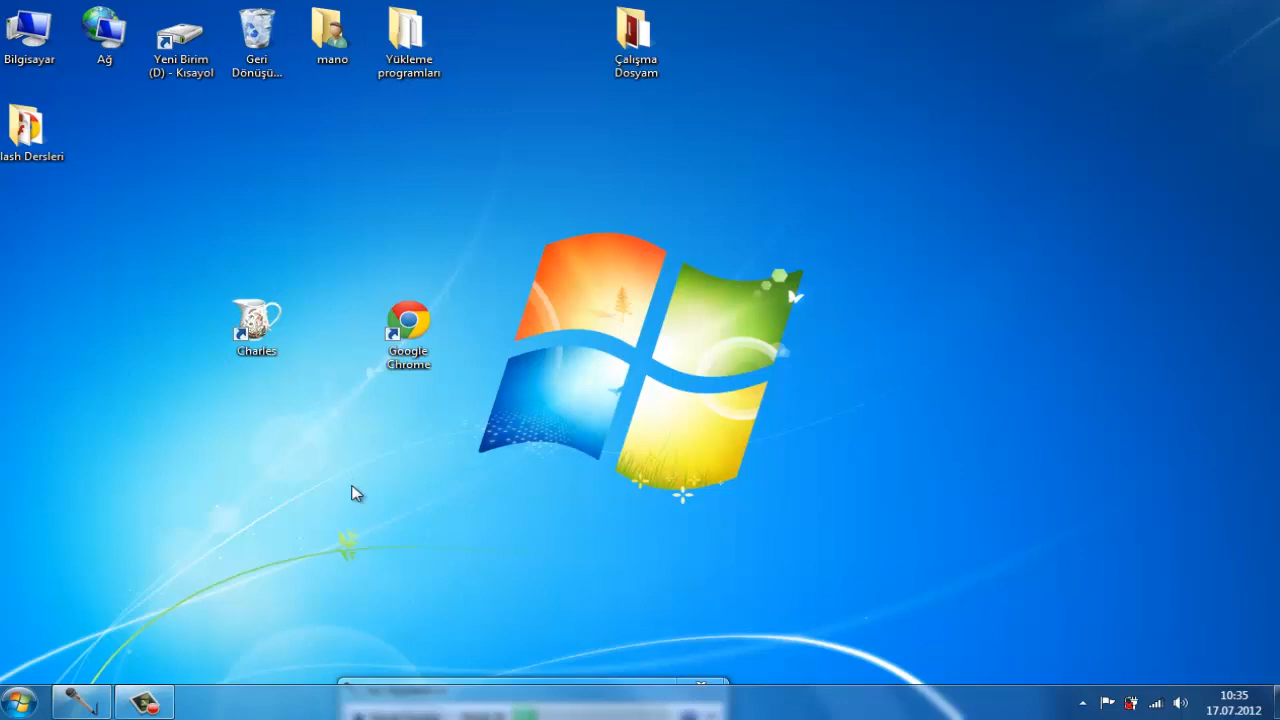 Bilgisayar
Ağ
Yeni Birim
(D) - Kısayol
Geri
Dönüşü...
mano
Yükleme
programları
Çalışma
Dosyam
lash Dersleri
Charles
Google
Chrome
10:35
17.07.2012